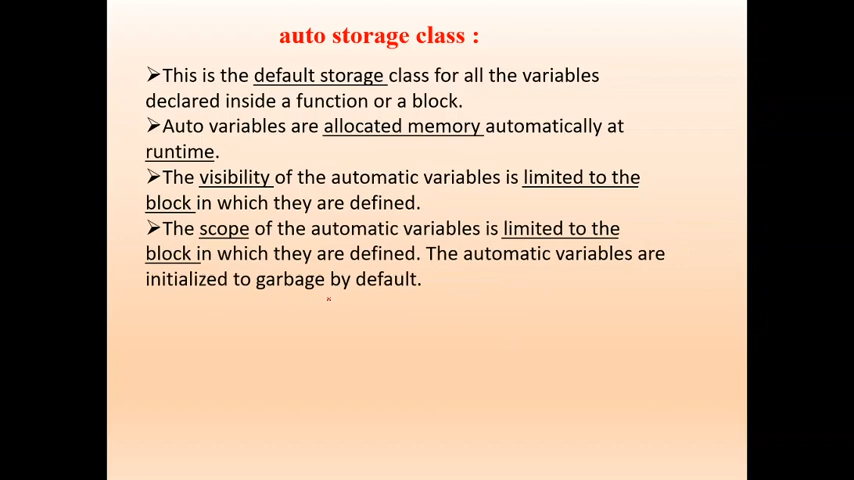 auto storage class :
➢This is the default storage class for all the variables
declared inside a function or a block.
➢Auto variables are allocated memory automatically at
runtime.
➢The visibility of the automatic variables is limited to the
block in which they are defined.
➢The scope of the automatic variables is limited to the
block in which they are defined. The automatic variables are
initialized to garbage by default.